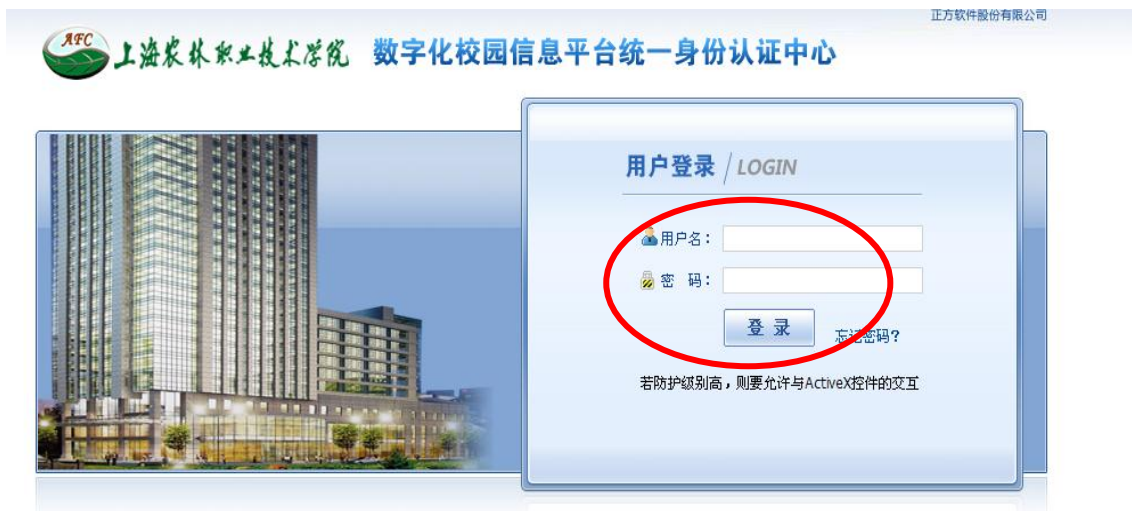 正方软件股份有限公司
AFC
上海农林职业技术学院 数字化校园信息平台统一身份认证中心
用户登录 / LOGIN
用户名：
密 码：
登 录
忘记密码?
若防护级别高，则要允许与ActiveX控件的交互